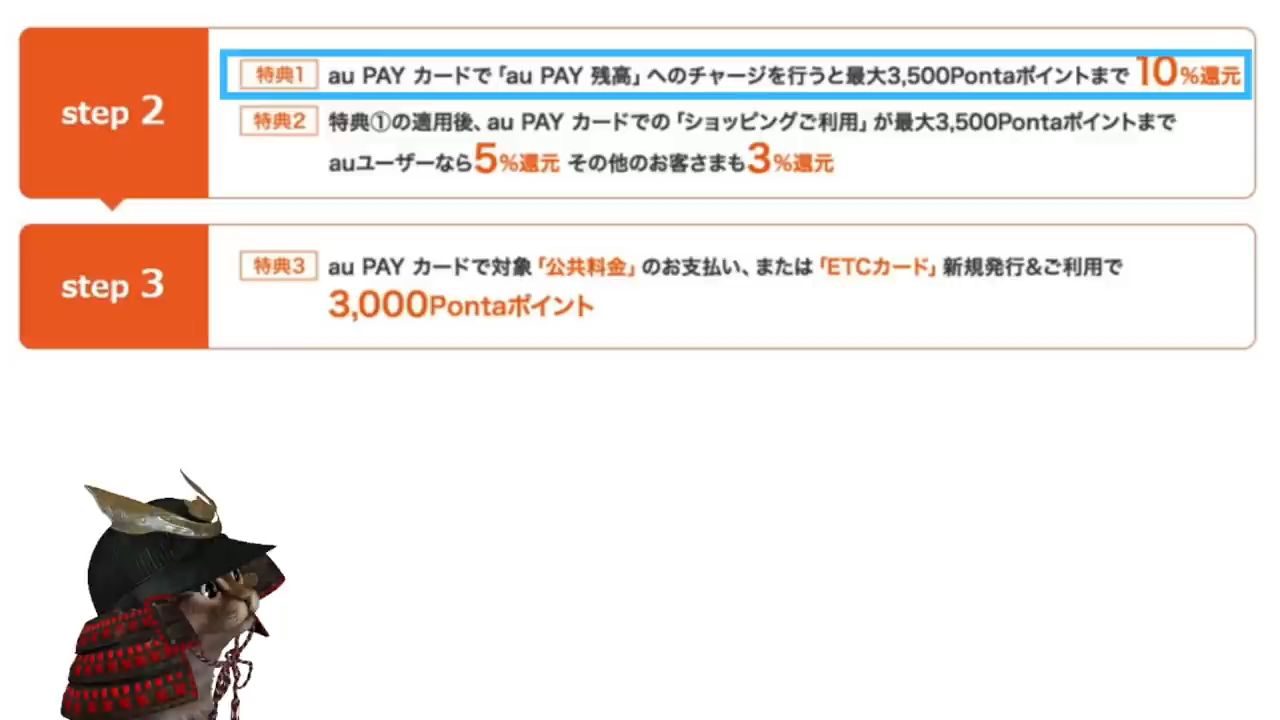 step 2
特典1 au PAY カードで「au PAY 残高」へのチャージを行うと最大3,500Pontaポイントまで 10%還元
特典2 特典①の適用後、au PAY カードでの「ショッピングご利用」が最大3,500Pontaポイントまで
auユーザーなら5%還元 その他のお客さまも3%還元
step 3
特典3 au PAY カードで対象「公共料金」のお支払い、または「ETCカード」新規発行&ご利用で
3,000Pontaポイント